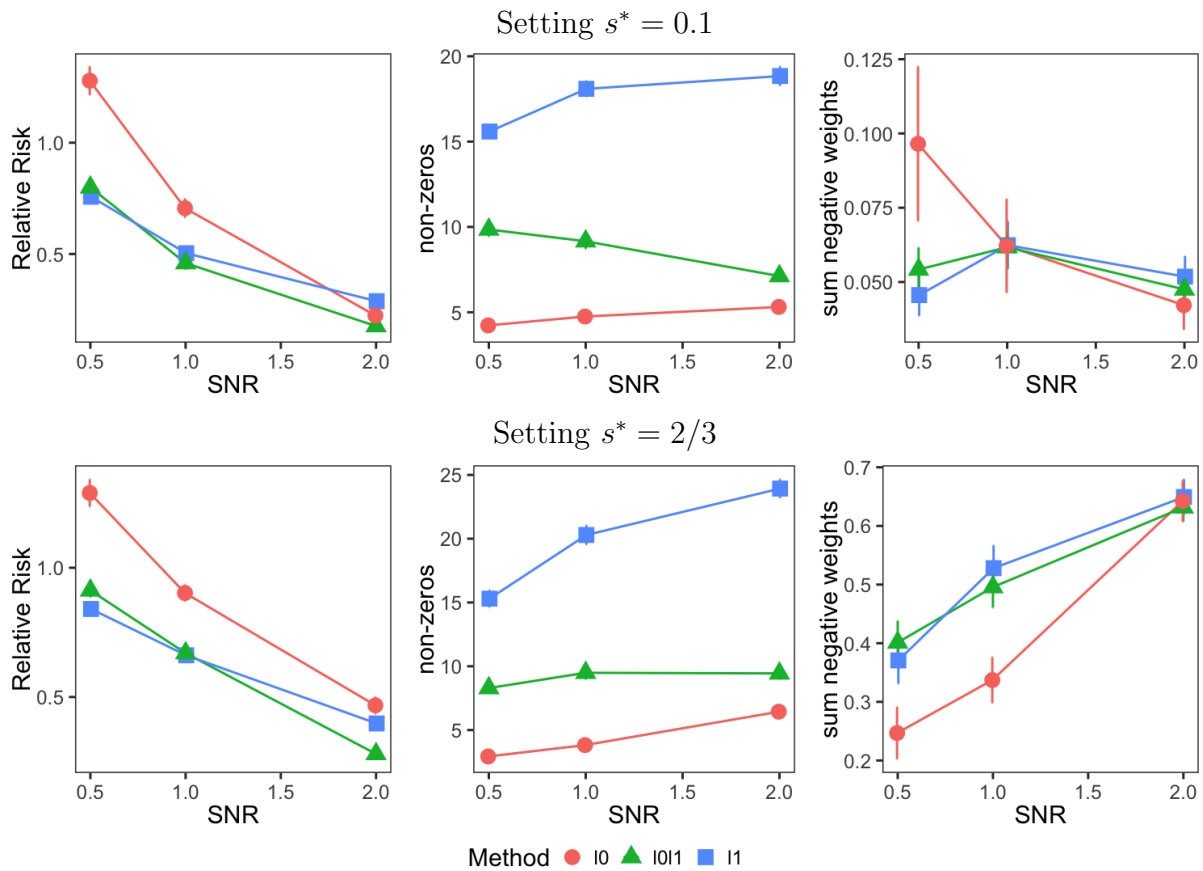 Setting s* = 0.1
Relative Risk
1.0
0.5
0.5 1.0 1.5 2.0
SNR
non-zeros
20
15
10
5
0.5 1.0 1.5 2.0
SNR
sum negative weights
0.125
0.100
0.075
0.050
0.5 1.0 1.5 2.0
SNR
Setting s* = 2/3
Relative Risk
1.0
0.5
0.5 1.0 1.5 2.0
SNR
non-zeros
25
20
15
10
5
0.5 1.0 1.5 2.0
SNR
sum negative weights
0.7
0.6
0.5
0.4
0.3
0.2
0.5 1.0 1.5 2.0
SNR
Method l0 l0l1 l1